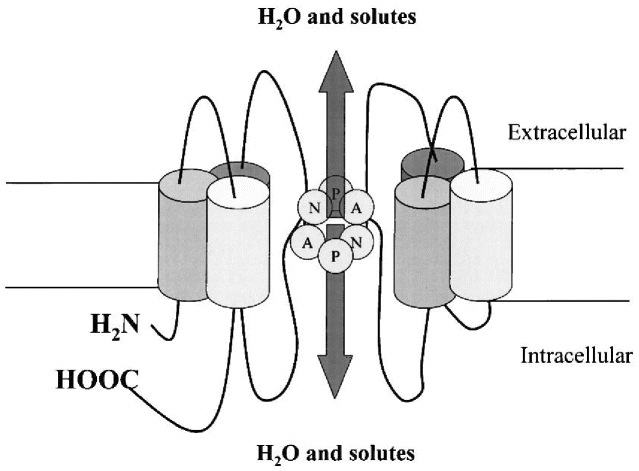 H₂O and solutes
Extracellular
P
N A
A N
P
H₂N
HOOC
Intracellular
H₂O and solutes